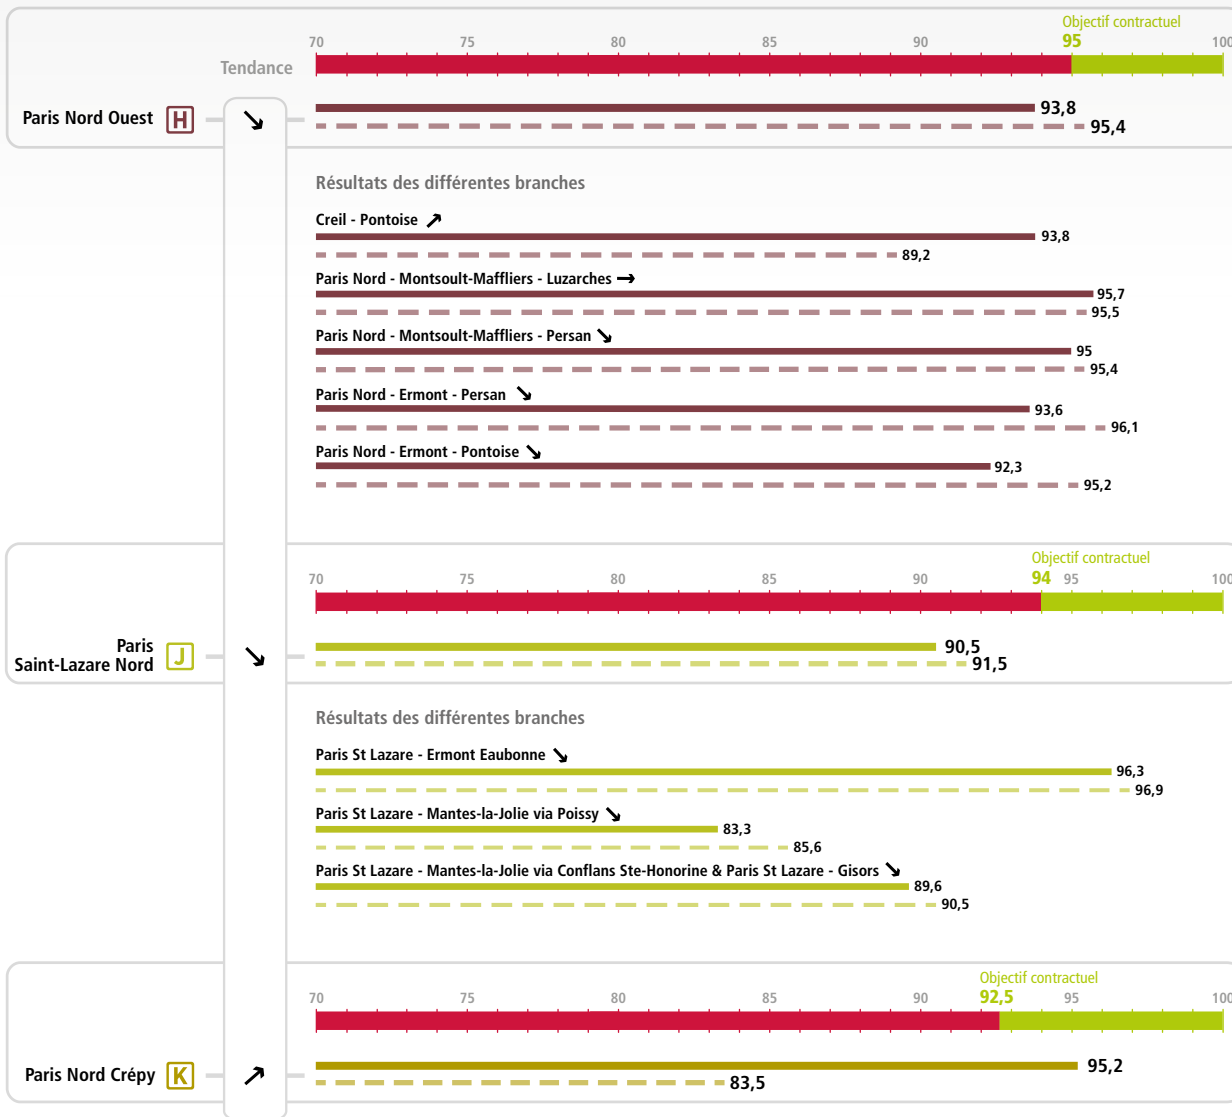 Objectif contractuel
70 75 80 85 90 95 100
Tendance
Paris Nord Ouest H
93,8
95,4
Résultats des différentes branches
Creil - Pontoise
93,8
89,2
Paris Nord - Montsoult-Maffliers - Luzarches
95,7
95,5
Paris Nord - Montsoult-Maffliers - Persan
95
95,4
Paris Nord - Ermont - Persan
93,6
96,1
Paris Nord - Ermont - Pontoise
92,3
95,2
Objectif contractuel
70 75 80 85 90 94 95 100
Paris
Saint-Lazare Nord J
90,5
91,5
Résultats des différentes branches
Paris St Lazare - Ermont Eaubonne
96,3
96,9
Paris St Lazare - Mantes-la-Jolie via Poissy
83,3
85,6
Paris St Lazare - Mantes-la-Jolie via Conflans Ste-Honorine & Paris St Lazare - Gisors
89,6
90,5
Objectif contractuel
70 75 80 85 90 92,5 95 100
Paris Nord Crépy K
95,2
83,5